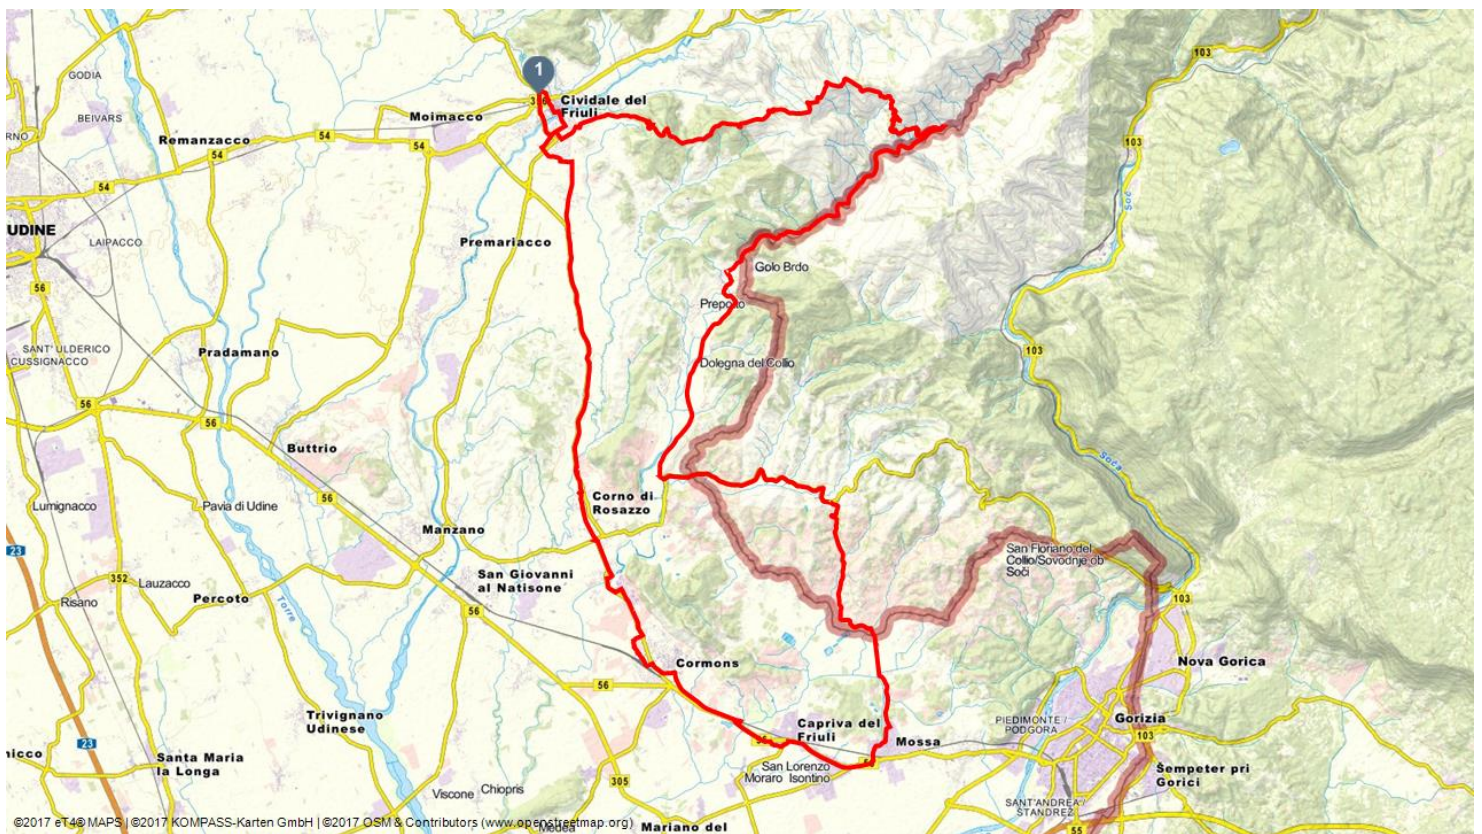 103
1
GODIA
356
Cividale del
Friuli
BEIVARS
Moimacco
54
Remanzacco
54
54
103
54
UDINE
LAIPACCO
Soč
Premariacco
56
Golo Brdo
Prepotto
SANT' ULDERICO
CUSSIGNACCO
Pradamano
103
Dolegna del Collio
56
56
Buttrio
Soča
56
Corno di
Rosazzo
Lumignacco
Pavia di Udine
Manzano
23
San Floriano del
Collio/Sovodnje ob
Soči
352
Lauzacco
San Giovanni
al Natisone
Risano
Percoto
Torre
56
103
Cormons
Nova Gorica
56
Trivignano
Udinese
Capriva del
Friuli
PIEDIMONTE /
PODGORA
Gorizia
103
23
Mossa
nicco
Santa Maria
la Longa
San Lorenzo
Moraro Isontino
305
Šempeter pri
Gorici
Viscone
Chiopris
SANT'ANDREA /
STANDREZ
55
©2017 eT4® MAPS | ©2017 KOMPASS-Karten GmbH | ©2017 OSM & Contributors (www.openstreetmap.org)
Medea
Mariano del